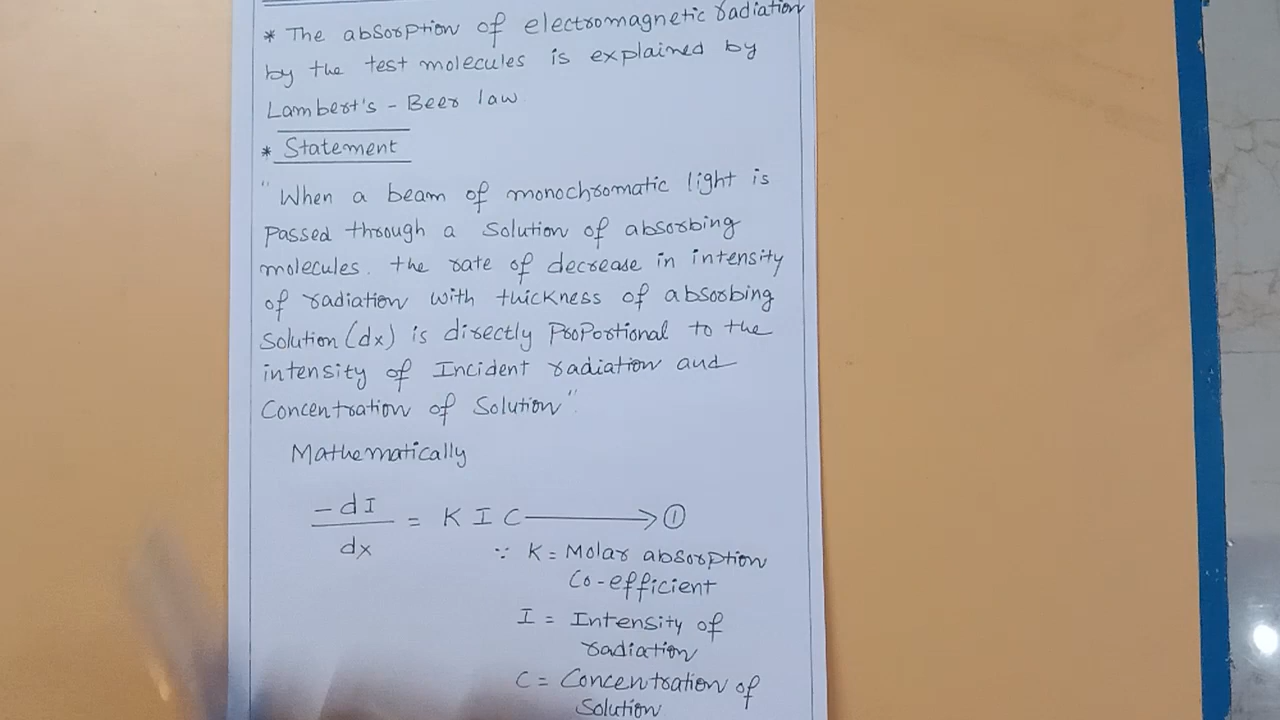 * The absorption of electromagnetic radiation
by the test molecules is explained by
Lambert's - Beer law
* Statement
"When a beam of monochromatic light is
passed through a solution of absorbing
molecules. the rate of decrease in intensity
of radiation with thickness of absorbing
Solution (dx) is directly proportional to the
intensity of Incident radiation and
Concentration of Solution"
Mathematically
-dI
/dx = K I C ⟶ ①
∵ K = Molar absorption
Co-efficient
I = Intensity of
radiation
C = Concentration of
Solution